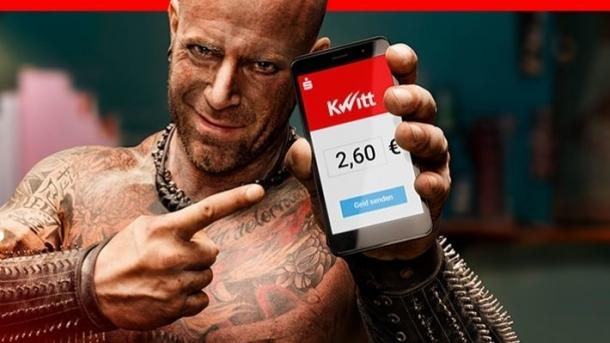 Kwitt
2,60 €
Geld senden